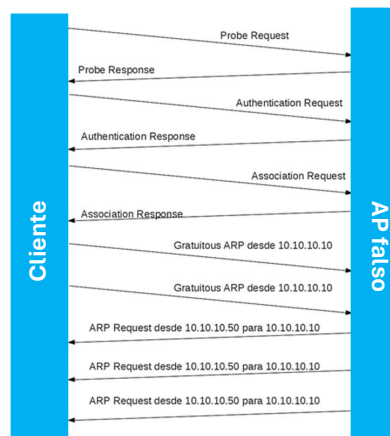 Probe Request
Probe Response
Authentication Request
Authentication Response
Association Request
Association Response
Gratuitous ARP desde 10.10.10.10
Gratuitous ARP desde 10.10.10.10
ARP Request desde 10.10.10.50 para 10.10.10.10
ARP Request desde 10.10.10.50 para 10.10.10.10
ARP Request desde 10.10.10.50 para 10.10.10.10
Cliente
AP falso